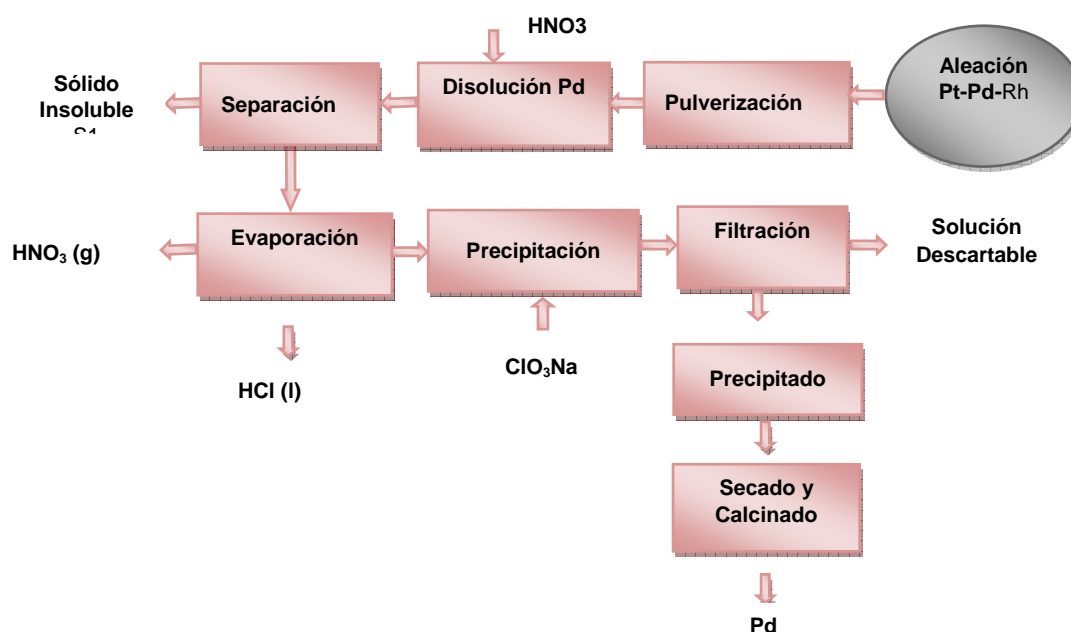 HNO3
Aleación
Pt-Pd-Rh
Pulverización
Disolución Pd
Separación
Sólido
Insoluble
S1
HNO₃ (g)
Evaporación
Precipitación
Filtración
Solución
Descartable
HCl (l)
ClO₃Na
Precipitado
Secado y
Calcinado
Pd